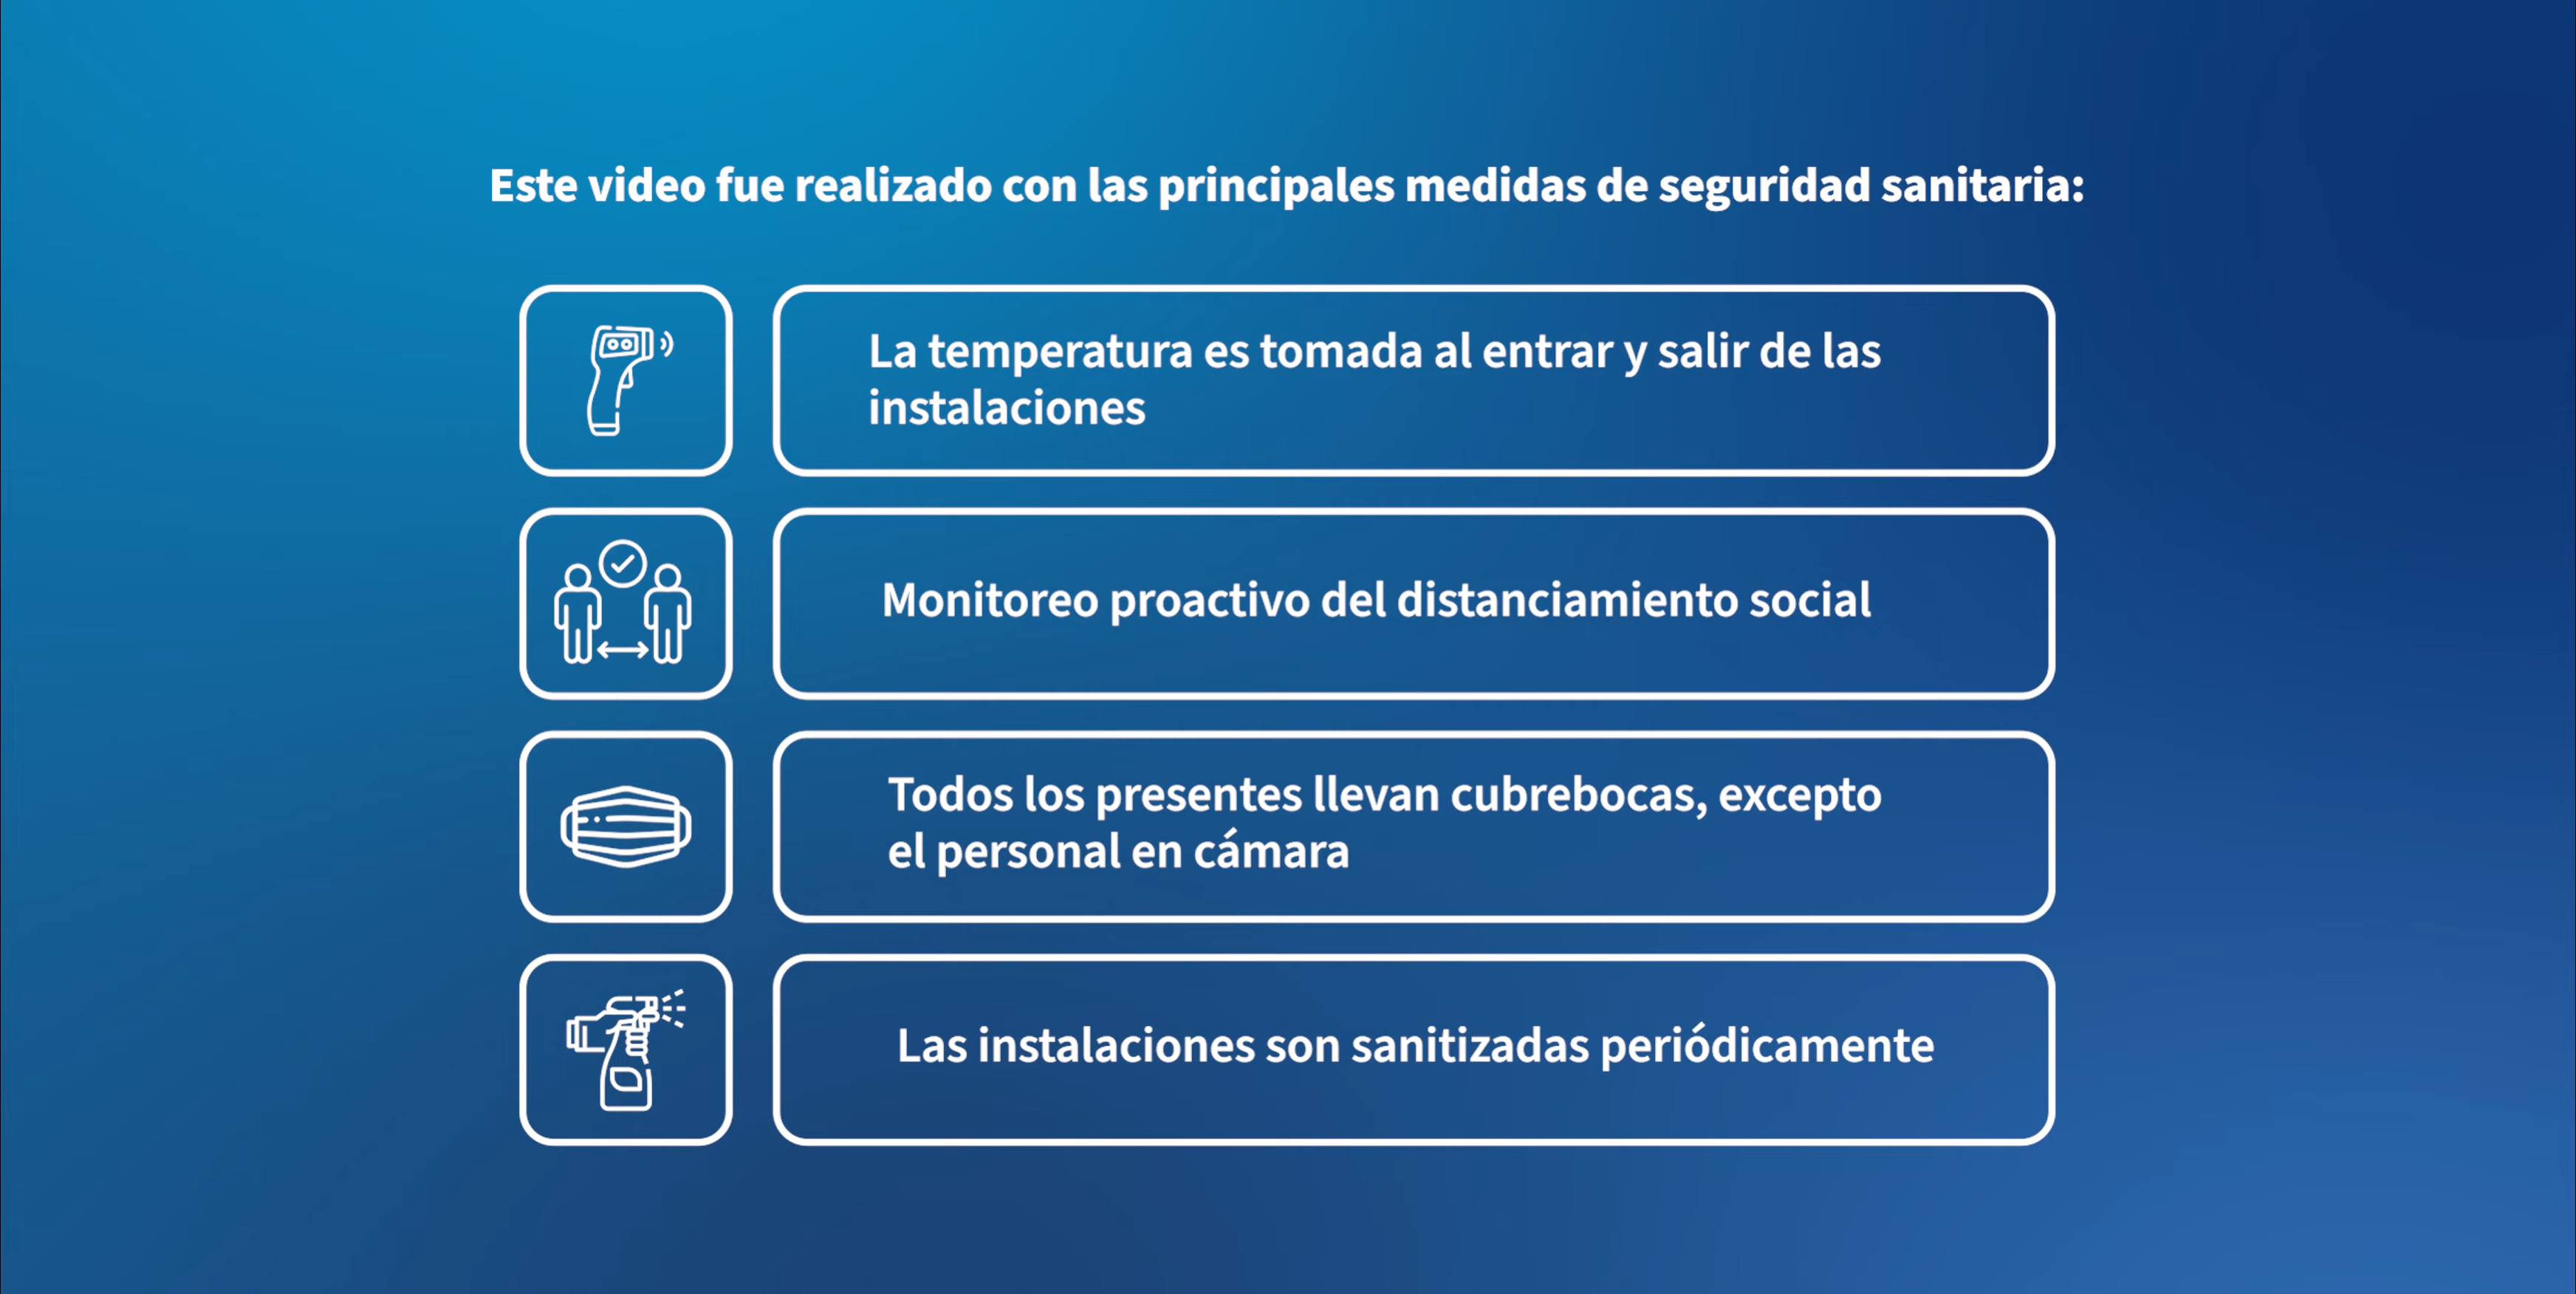 Este video fue realizado con las principales medidas de seguridad sanitaria:
La temperatura es tomada al entrar y salir de las
instalaciones
Monitoreo proactivo del distanciamiento social
Todos los presentes llevan cubrebocas, excepto
el personal en cámara
Las instalaciones son sanitizadas periódicamente